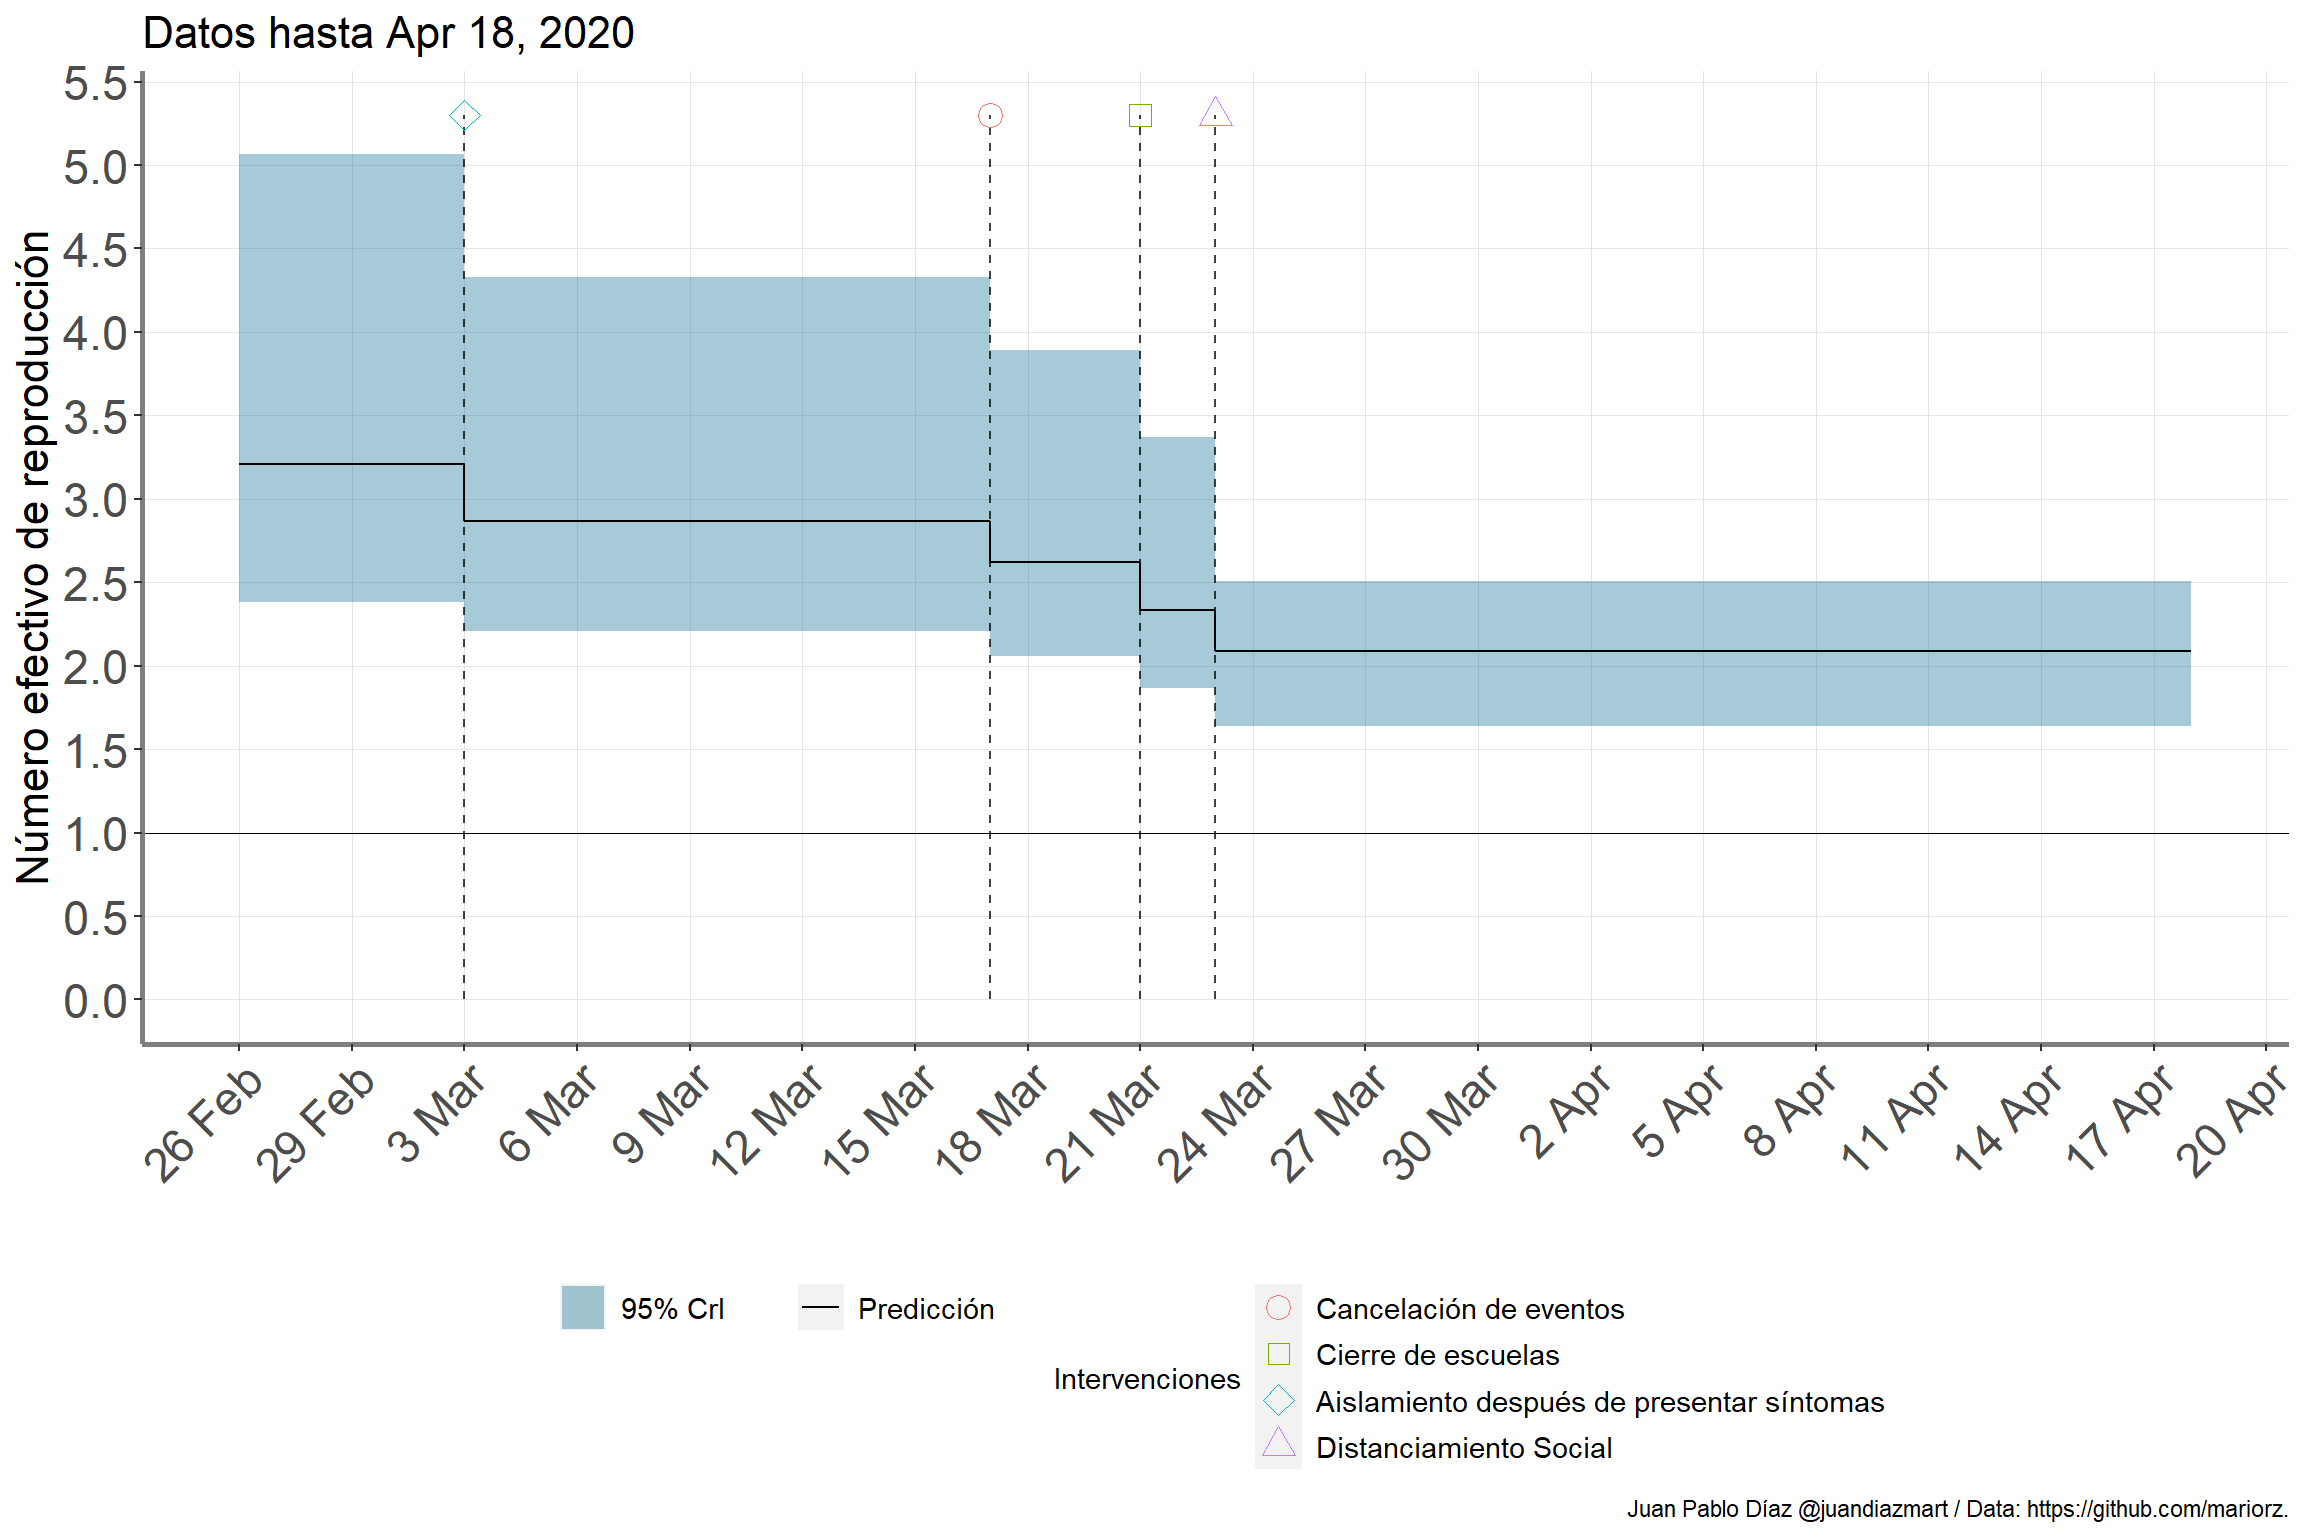 Datos hasta Apr 18, 2020
Número efectivo de reproducción
5.5
5.0
4.5
4.0
3.5
3.0
2.5
2.0
1.5
1.0
0.5
0.0
26 Feb
29 Feb
3 Mar
6 Mar
9 Mar
12 Mar
15 Mar
18 Mar
21 Mar
24 Mar
27 Mar
30 Mar
2 Apr
5 Apr
8 Apr
11 Apr
14 Apr
17 Apr
20 Apr
95% CrI
Predicción
Intervenciones
Cancelación de eventos
Cierre de escuelas
Aislamiento después de presentar síntomas
Distanciamiento Social
Juan Pablo Díaz @juandiazmart / Data: https://github.com/mariorz.